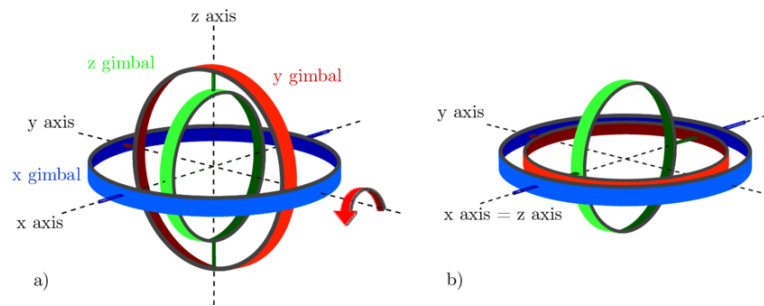 z axis
z gimbal
y gimbal
y axis
x gimbal
x axis
a)
y axis
x axis = z axis
b)